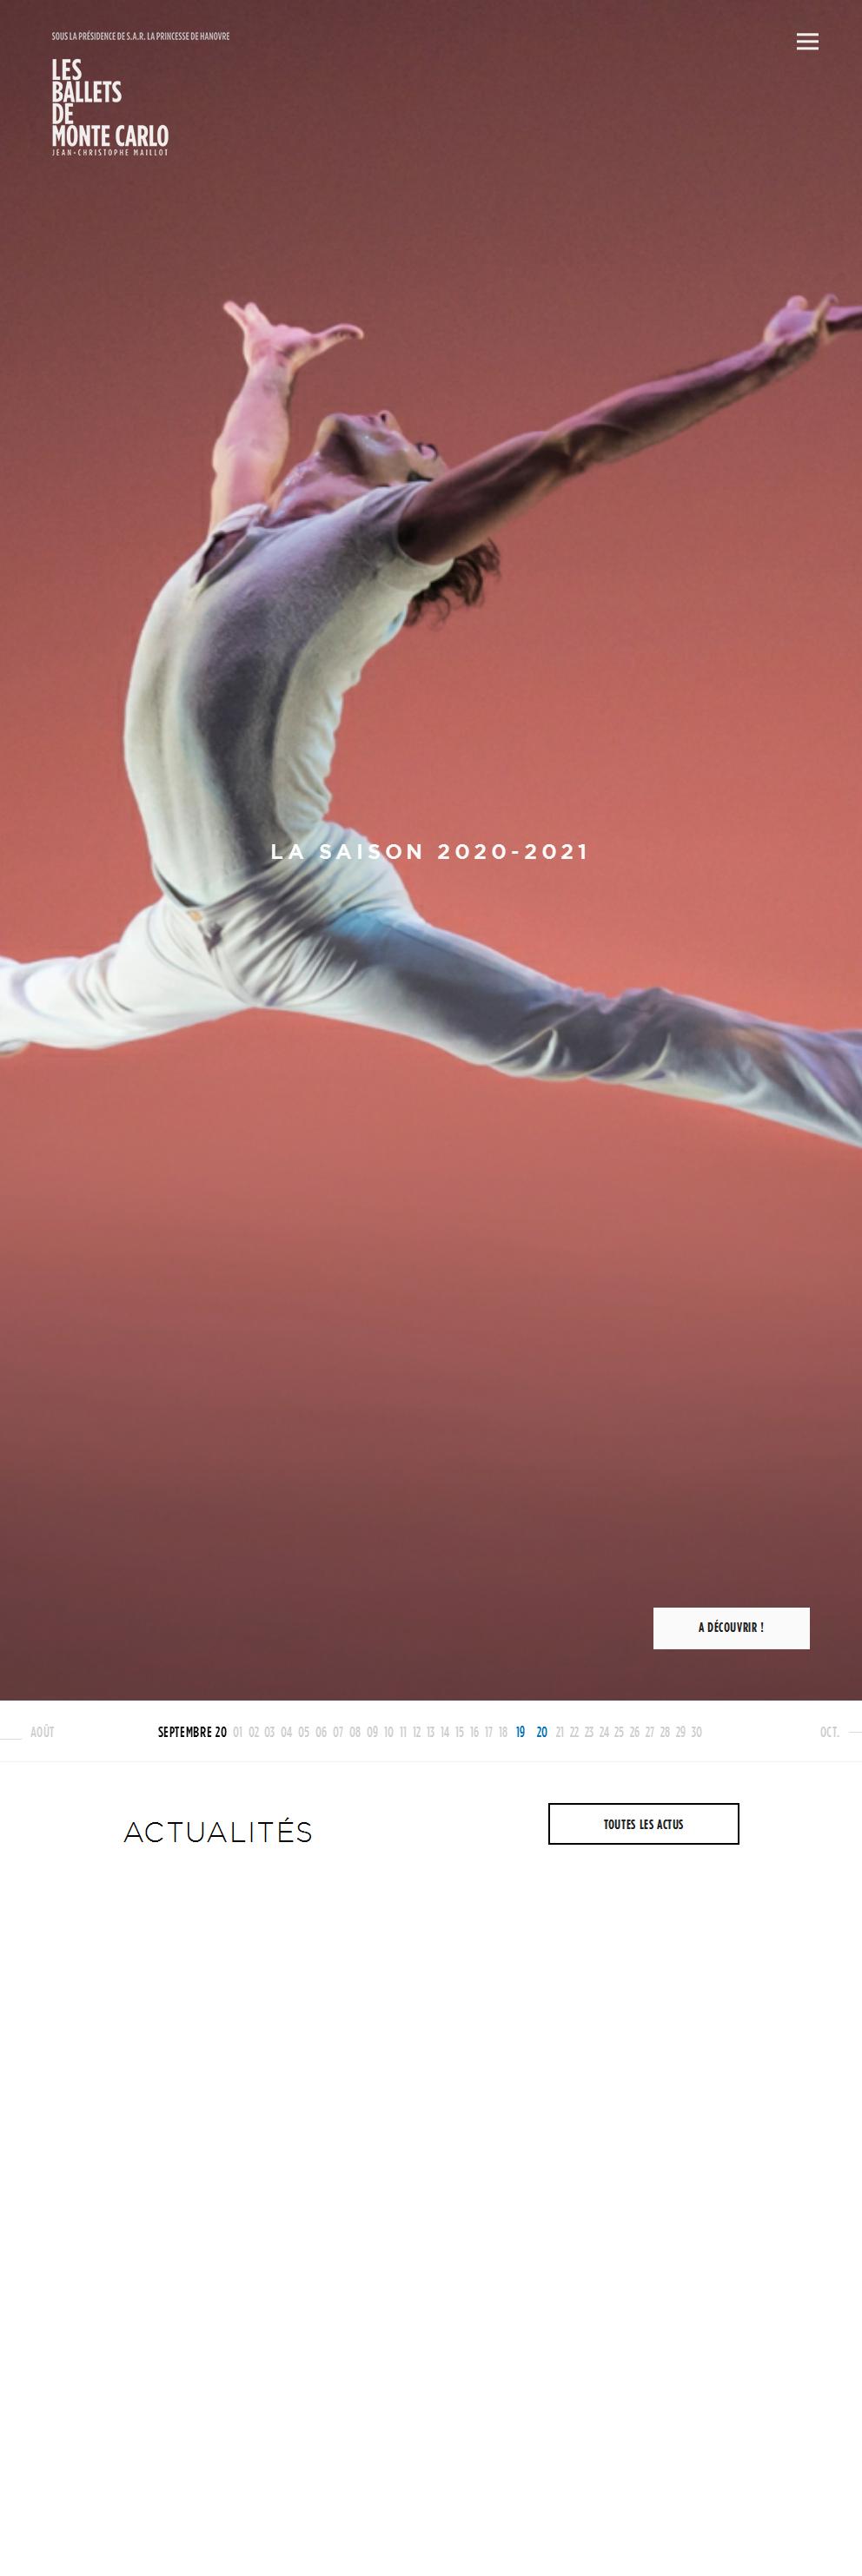 SOUS LA PRÉSIDENCE DE S.A.R. LA PRINCESSE DE HANOVRE
LES
BALLETS
DE
MONTE CARLO
JEAN-CHRISTOPHE MAILLOT
LA SAISON 2020-2021
A DÉCOUVRIR !
AOÛT SEPTEMBRE 20 01 02 03 04 05 06 07 08 09 10 11 12 13 14 15 16 17 18 19 20 21 22 23 24 25 26 27 28 29 30 OCT.
ACTUALITÉS
TOUTES LES ACTUS